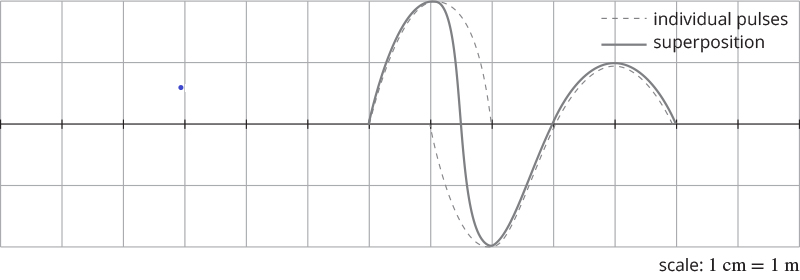 individual pulses
superposition
scale: 1 cm = 1 m